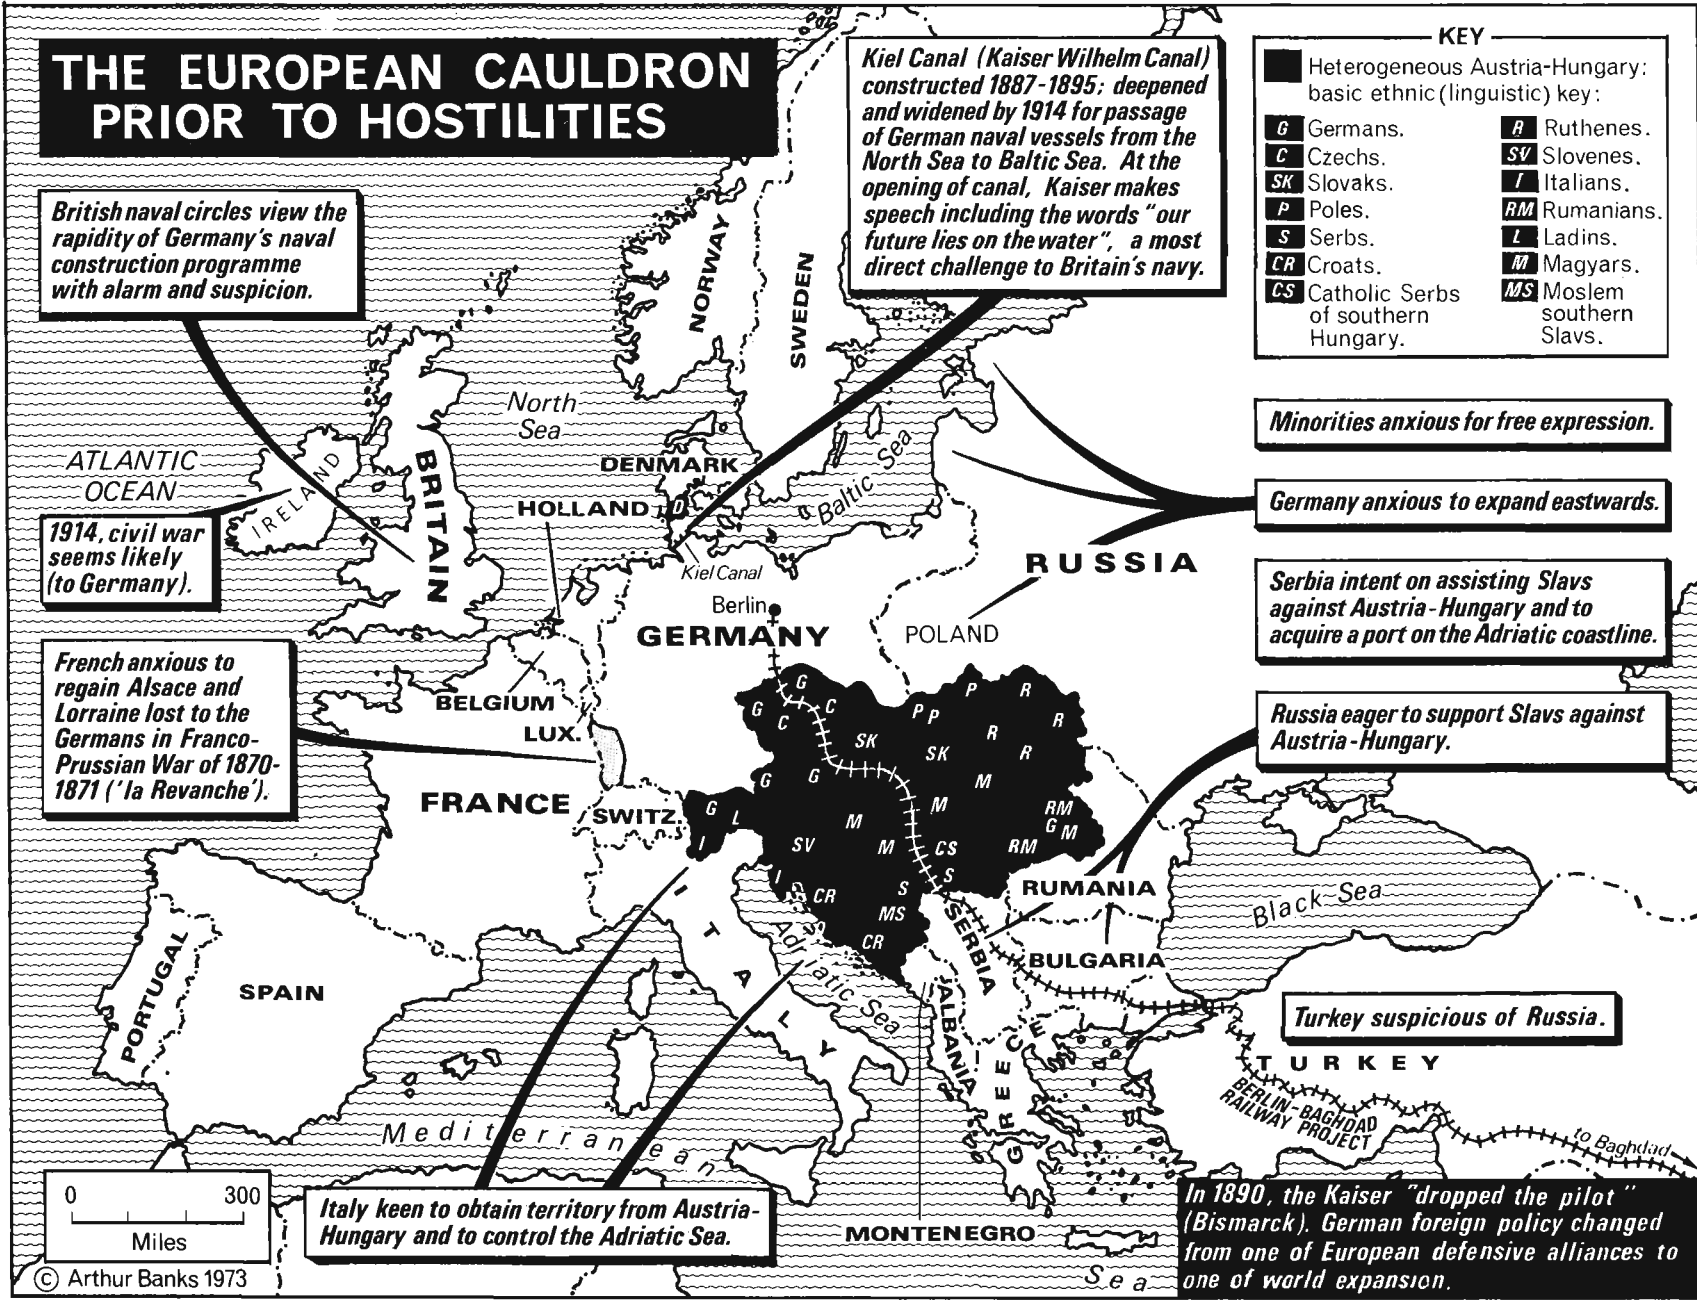 THE EUROPEAN CAULDRON
PRIOR TO HOSTILITIES
Kiel Canal (Kaiser Wilhelm Canal)
constructed 1887-1895; deepened
and widened by 1914 for passage
of German naval vessels from the
North Sea to Baltic Sea. At the
opening of canal, Kaiser makes
speech including the words "our
future lies on the water", a most
direct challenge to Britain's navy.
KEY
Heterogeneous Austria-Hungary:
basic ethnic (linguistic) key:
G Germans.
C Czechs.
SK Slovaks.
P Poles.
S Serbs.
CR Croats.
CS Catholic Serbs
of southern
Hungary.
R Ruthenes.
SV Slovenes.
I Italians.
RM Rumanians.
L Ladins.
M Magyars.
MS Moslem
southern
Slavs.
British naval circles view the
rapidity of Germany's naval
construction programme
with alarm and suspicion.
Minorities anxious for free expression.
Germany anxious to expand eastwards.
Serbia intent on assisting Slavs
against Austria-Hungary and to
acquire a port on the Adriatic coastline.
Russia eager to support Slavs against
Austria-Hungary.
1914, civil war
seems likely
(to Germany).
French anxious to
regain Alsace and
Lorraine lost to the
Germans in Franco-
Prussian War of 1870-
1871 ('la Revanche').
NORWAY
SWEDEN
North
Sea
ATLANTIC
OCEAN
IRELAND
BRITAIN
DENMARK
D
HOLLAND
Baltic Sea
Kiel Canal
Berlin
GERMANY
RUSSIA
POLAND
BELGIUM
LUX.
FRANCE
SWITZ.
G
P
R
G
C
C
P
P
R
SK
SK
R
R
G
G
M
G
L
M
M
RM
G
M
I
SV
M
CS
RM
I
CR
S
S
MS
CR
RUMANIA
Black Sea
SERBIA
BULGARIA
ITALY
Adriatic Sea
ALBANIA
GREECE
PORTUGAL
SPAIN
Turkey suspicious of Russia.
TURKEY
BERLIN-BAGHDAD
RAILWAY PROJECT
to Baghdad
Mediterranean
Sea
MONTENEGRO
0 300
Miles
© Arthur Banks 1973
Italy keen to obtain territory from Austria-
Hungary and to control the Adriatic Sea.
In 1890, the Kaiser "dropped the pilot"
(Bismarck). German foreign policy changed
from one of European defensive alliances to
one of world expansion.